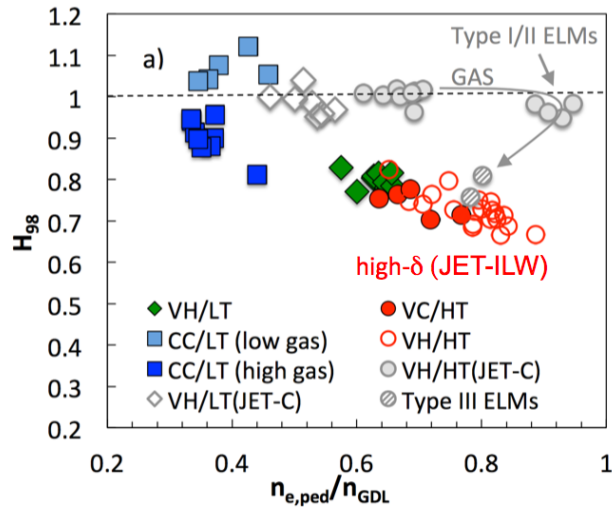 a)
Type I/II ELMs
GAS
high-δ (JET-ILW)
VH/LT
VC/HT
CC/LT (low gas)
VH/HT
CC/LT (high gas)
VH/HT(JET-C)
VH/LT(JET-C)
Type III ELMs
H98
1.2
1.1
1
0.9
0.8
0.7
0.6
0.5
0.4
0.3
0.2
0.2
0.4
0.6
0.8
1
ne,ped/nGDL